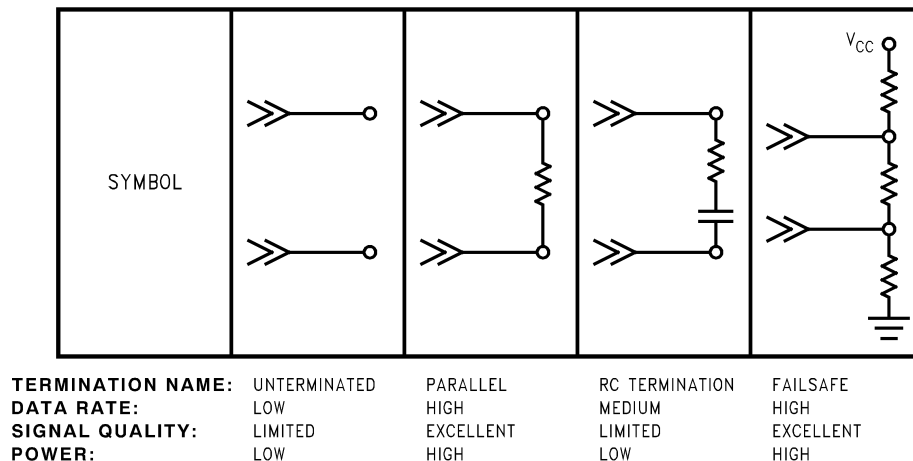 V_CC
SYMBOL
TERMINATION NAME: UNTERMINATED PARALLEL RC TERMINATION FAILSAFE
DATA RATE: LOW HIGH MEDIUM HIGH
SIGNAL QUALITY: LIMITED EXCELLENT LIMITED EXCELLENT
POWER: LOW HIGH LOW HIGH